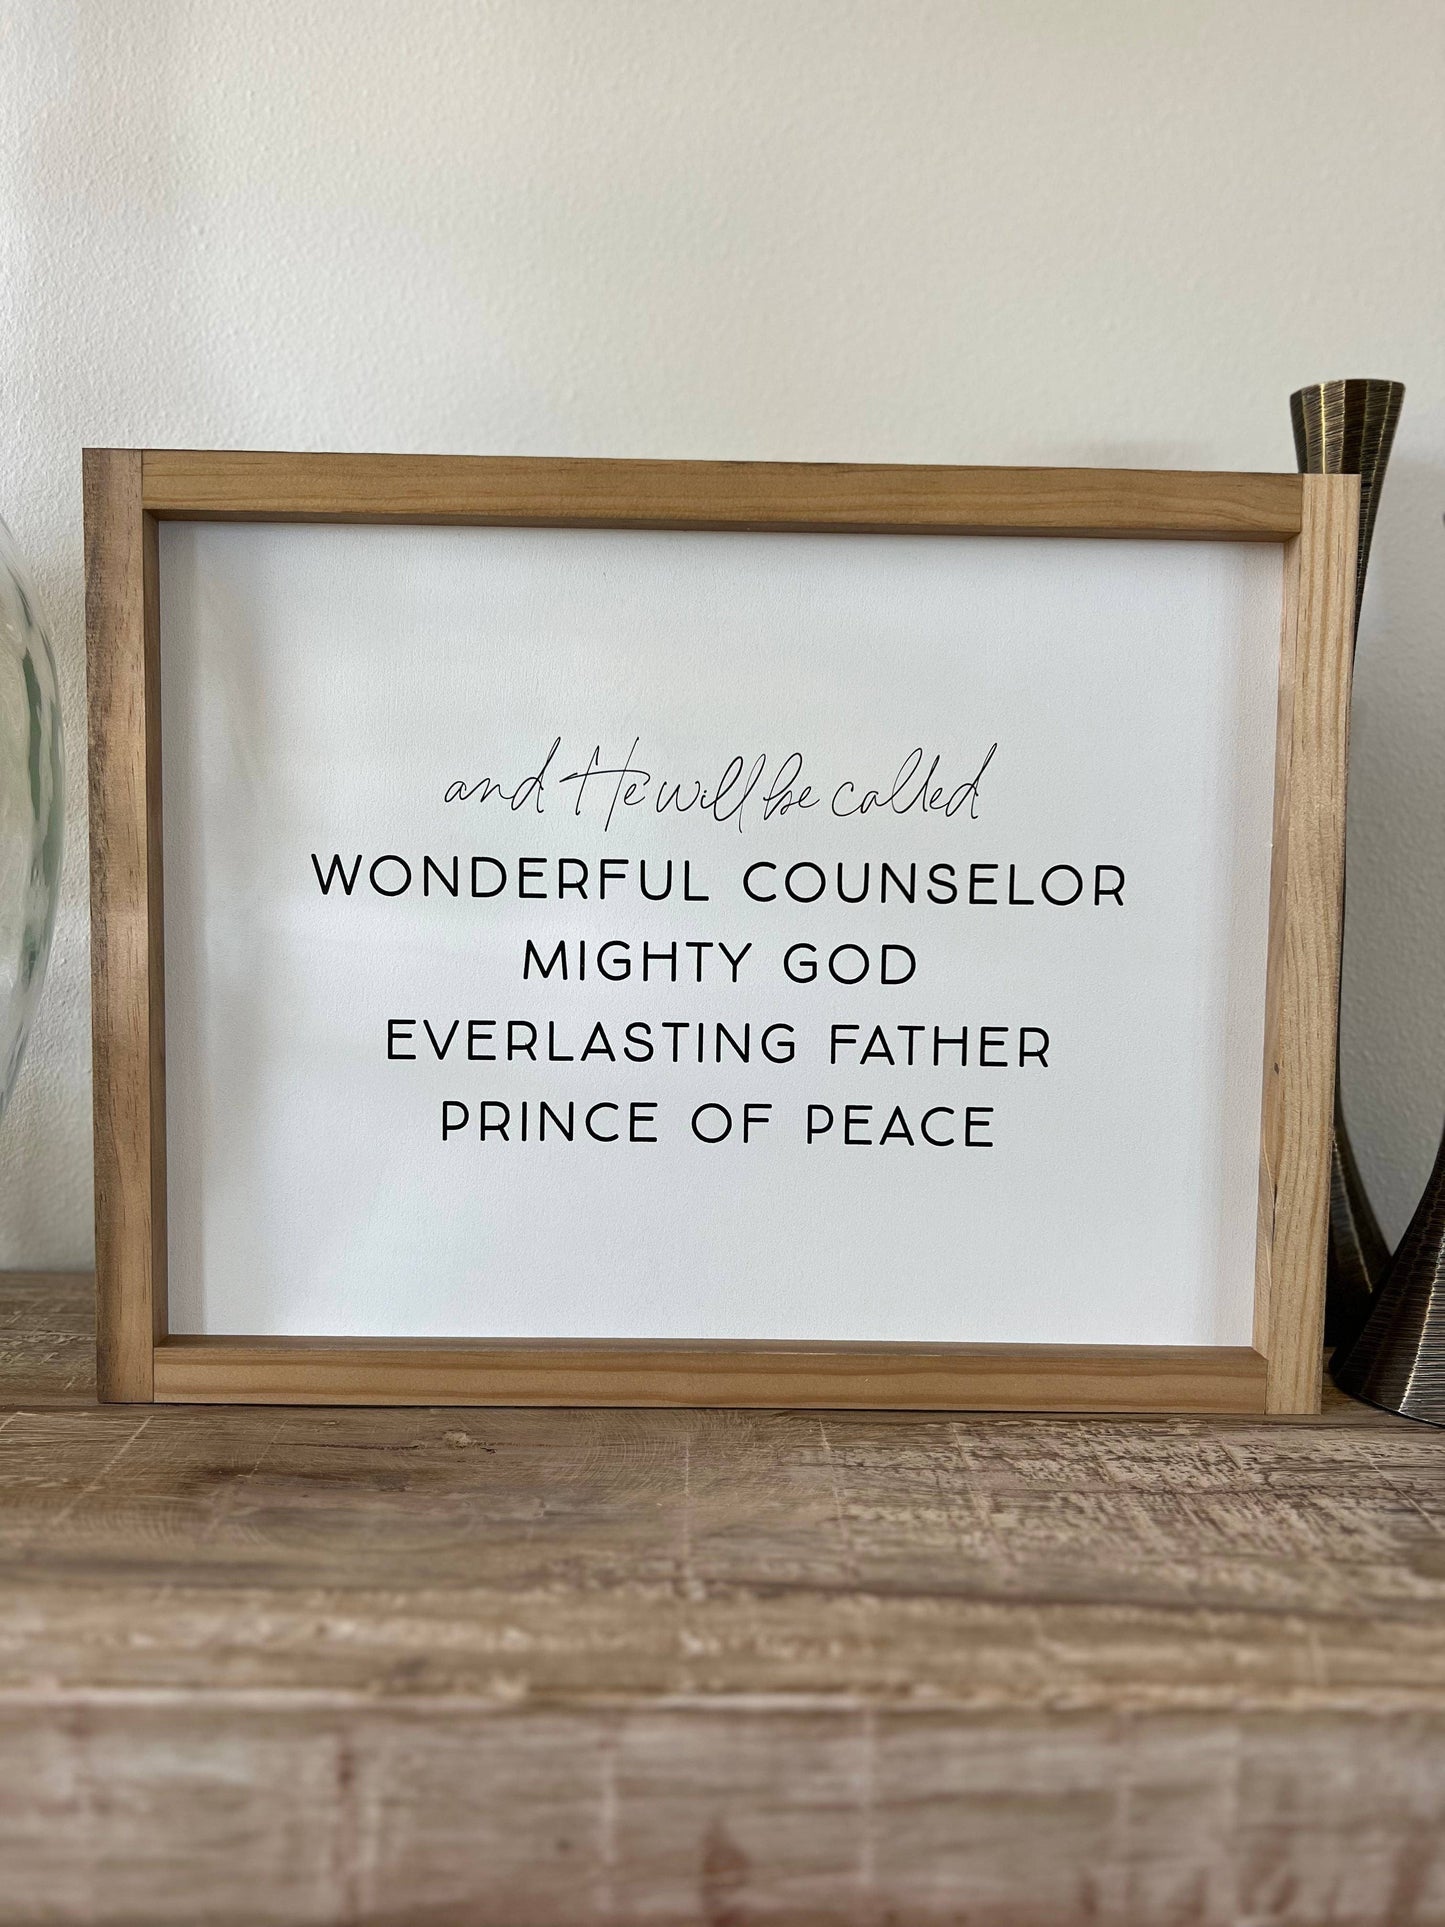 and He will be called
WONDERFUL COUNSELOR
MIGHTY GOD
EVERLASTING FATHER
PRINCE OF PEACE